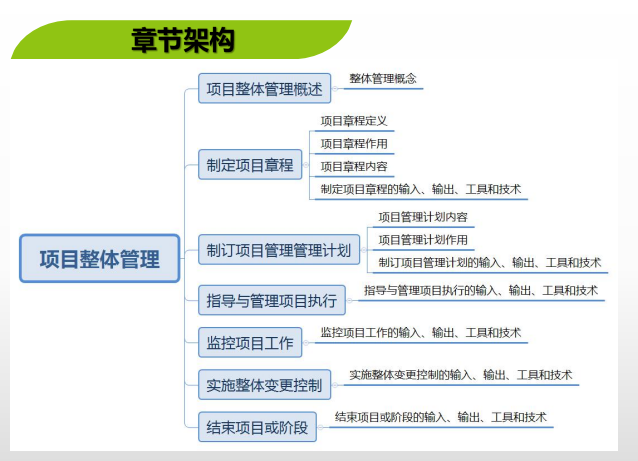 章节架构
项目整体管理
项目整体管理概述
整体管理概念
制定项目章程
项目章程定义
项目章程作用
项目章程内容
制定项目章程的输入、输出、工具和技术
制订项目管理管理计划
项目管理计划内容
项目管理计划作用
制订项目管理计划的输入、输出、工具和技术
指导与管理项目执行
指导与管理项目执行的输入、输出、工具和技术
监控项目工作
监控项目工作的输入、输出、工具和技术
实施整体变更控制
实施整体变更控制的输入、输出、工具和技术
结束项目或阶段
结束项目或阶段的输入、输出、工具和技术